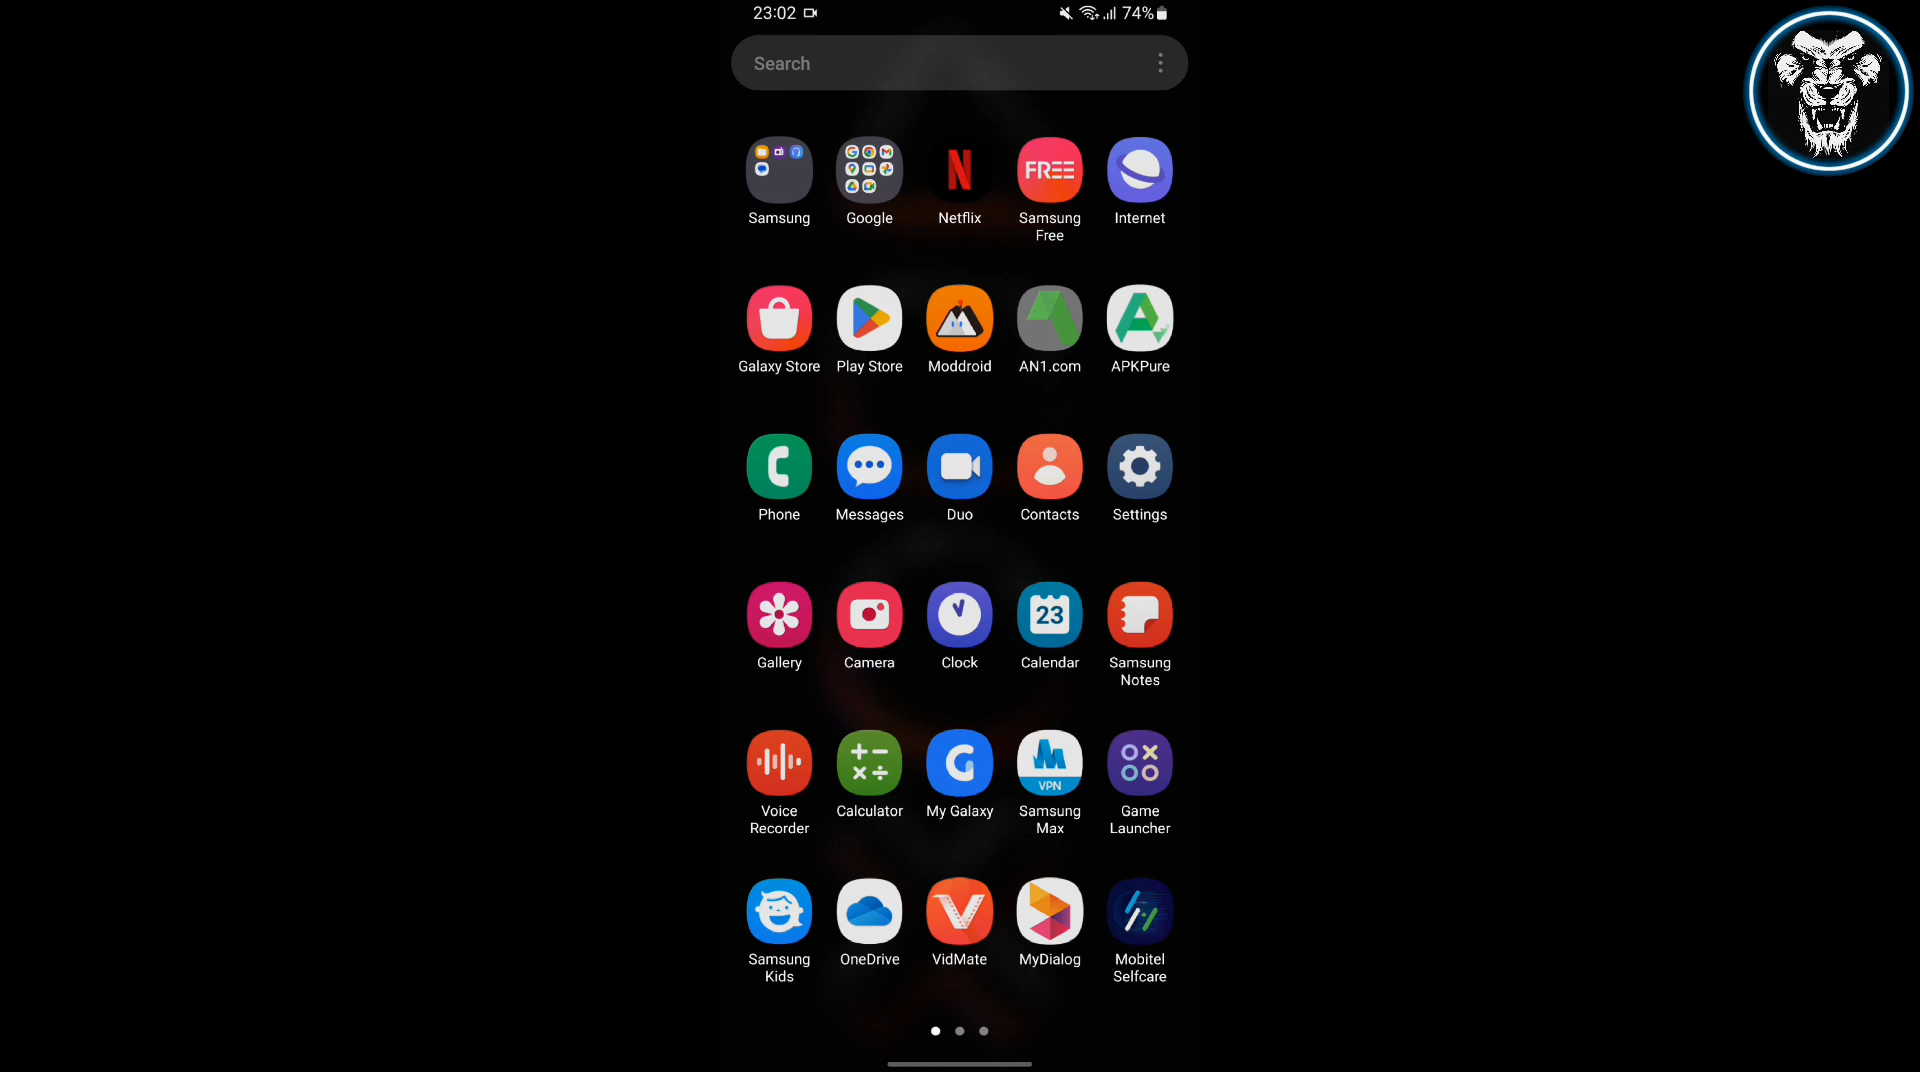 23:02 74%
Search
FREE
Samsung Google Netflix Samsung Internet
Free
Galaxy Store Play Store Moddroid AN1.com APKPure
Phone Messages Duo Contacts Settings
23
Gallery Camera Clock Calendar Samsung
Notes
VPN
Voice Calculator My Galaxy Samsung Game
Recorder Max Launcher
Samsung OneDrive VidMate MyDialog Mobitel
Kids Selfcare